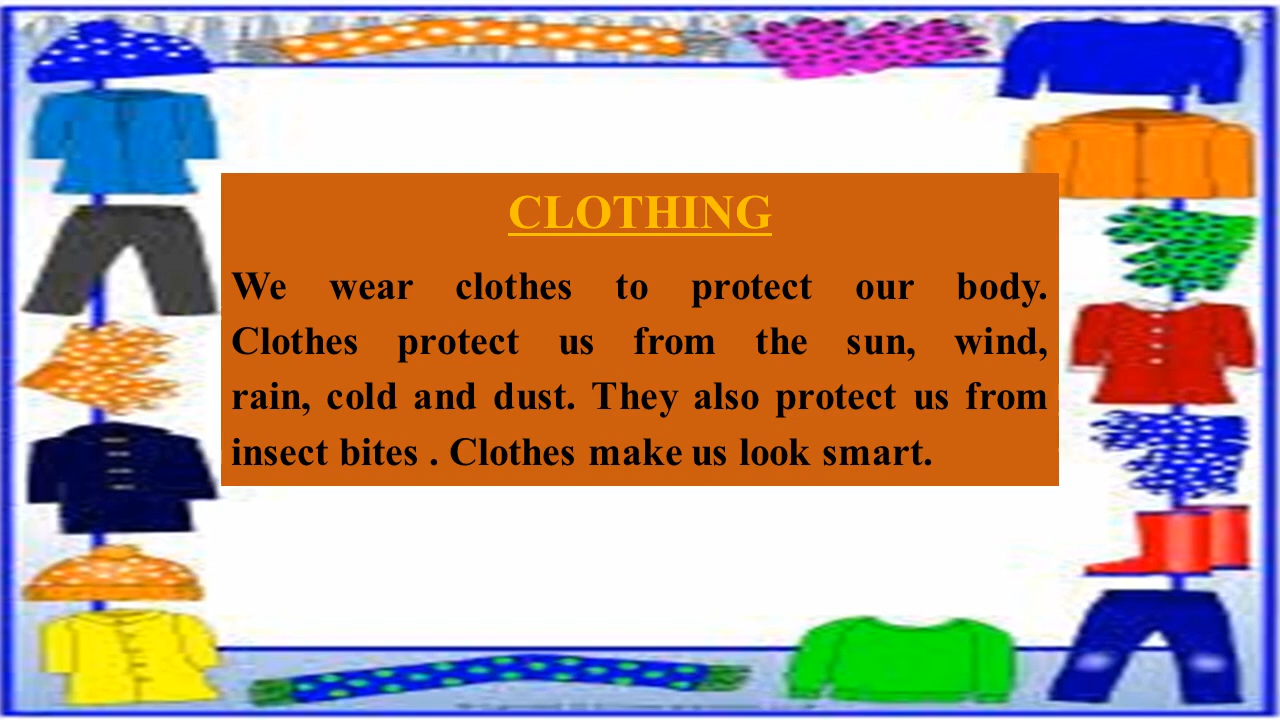 CLOTHING
We wear clothes to protect our body.
Clothes protect us from the sun, wind,
rain, cold and dust. They also protect us from
insect bites . Clothes make us look smart.